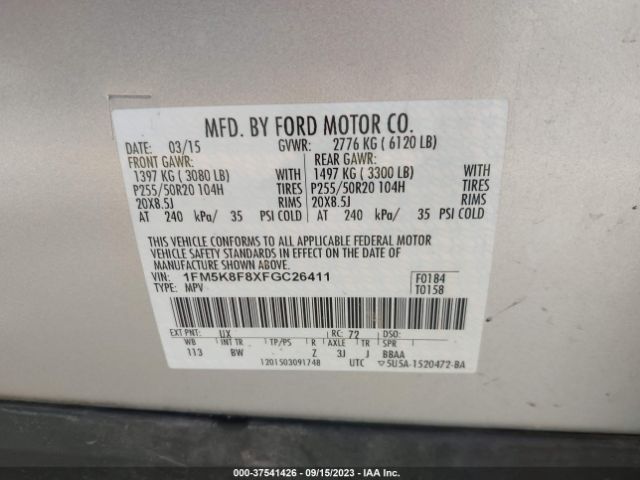 MFD. BY FORD MOTOR CO.
DATE: 03/15 GVWR: 2776 KG ( 6120 LB)
FRONT GAWR: REAR GAWR:
1397 KG ( 3080 LB) WITH 1497 KG ( 3300 LB) WITH
P255/50R20 104H TIRES P255/50R20 104H TIRES
20X8.5J RIMS 20X8.5J RIMS
AT 240 kPa/ 35 PSI COLD AT 240 kPa/ 35 PSI COLD
THIS VEHICLE CONFORMS TO ALL APPLICABLE FEDERAL MOTOR
VEHICLE SAFETY STANDARDS IN EFFECT ON THE DATE OF
MANUFACTURE SHOWN ABOVE.
VIN: 1FM5K8F8XFGC26411 F0184
TYPE: MPV T0158
EXT PNT: UX RC: 72 DSO:
WB INT TR TP/PS R AXLE TR SPR
113 BW Z 3J J BBAA
1201503091748 UTC ▽5U5A-1520472-BA
000-37541426 - 09/15/2023 - IAA Inc.